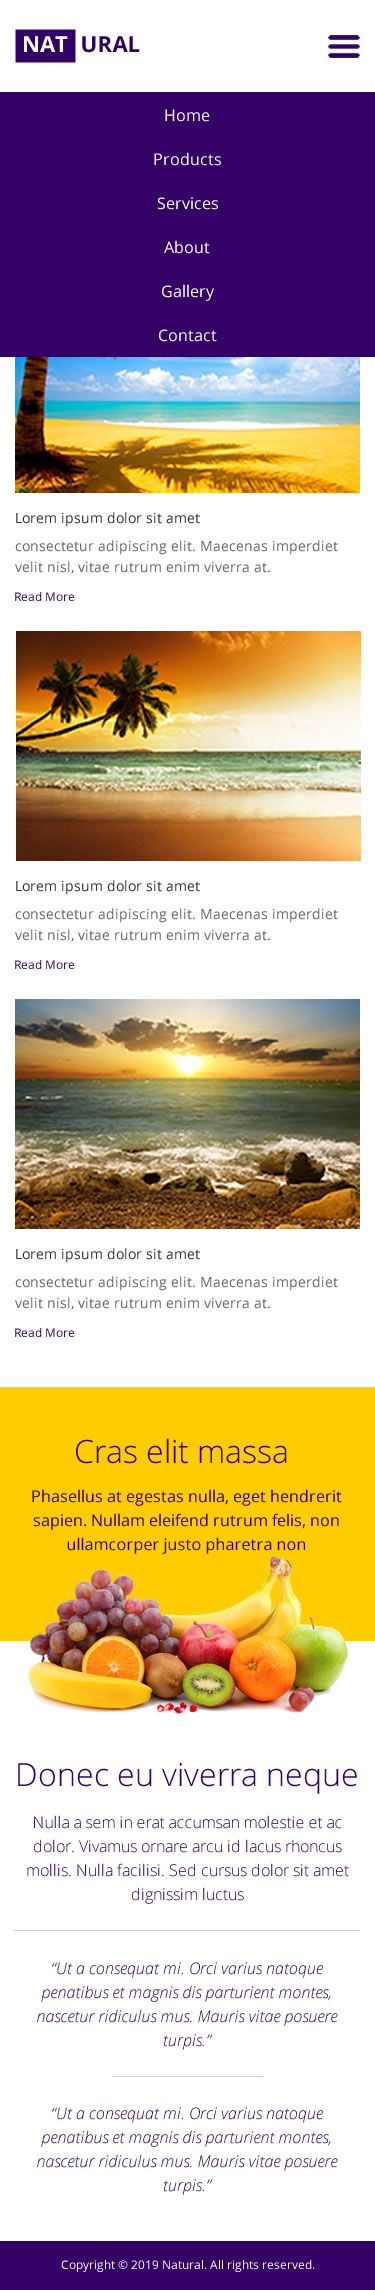 NAT URAL
Home
Products
Services
About
Gallery
Contact
Lorem ipsum dolor sit amet
consectetur adipiscing elit. Maecenas imperdiet
velit nisl, vitae rutrum enim viverra at.
Read More
Lorem ipsum dolor sit amet
consectetur adipiscing elit. Maecenas imperdiet
velit nisl, vitae rutrum enim viverra at.
Read More
Lorem ipsum dolor sit amet
consectetur adipiscing elit. Maecenas imperdiet
velit nisl, vitae rutrum enim viverra at.
Read More
Cras elit massa
Phasellus at egestas nulla, eget hendrerit
sapien. Nullam eleifend rutrum felis, non
ullamcorper justo pharetra non
Donec eu viverra neque
Nulla a sem in erat accumsan molestie et ac
dolor. Vivamus ornare arcu id lacus rhoncus
mollis. Nulla facilisi. Sed cursus dolor sit amet
dignissim luctus
“Ut a consequat mi. Orci varius natoque
penatibus et magnis dis parturient montes,
nascetur ridiculus mus. Mauris vitae posuere
turpis.”
“Ut a consequat mi. Orci varius natoque
penatibus et magnis dis parturient montes,
nascetur ridiculus mus. Mauris vitae posuere
turpis.”
Copyright © 2019 Natural. All rights reserved.